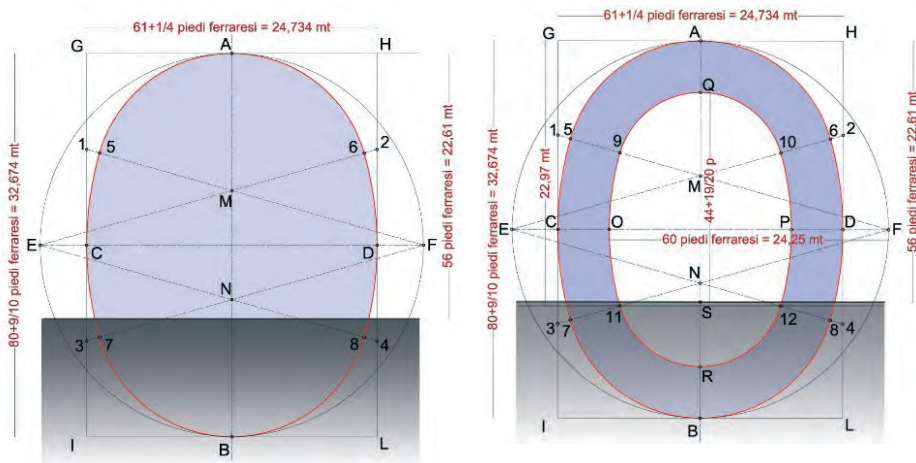 61+1/4 piedi ferraresi = 24,734 mt
G A H
80+9/10 piedi ferraresi = 32,674 mt
56 piedi ferraresi = 22,61 mt
1 5 6 2
M
E C D F
N
3 7 8 4
I B L
61+1/4 piedi ferraresi = 24,734 mt
G A H
80+9/10 piedi ferraresi = 32,674 mt
22,97 mt
44+19/20 p
56 piedi ferraresi = 22,61 mt
Q
1 5 9 10 6 2
M
E C O P D F
60 piedi ferraresi = 24,25 mt
N
S
3 7 11 12 8 4
R
I B L